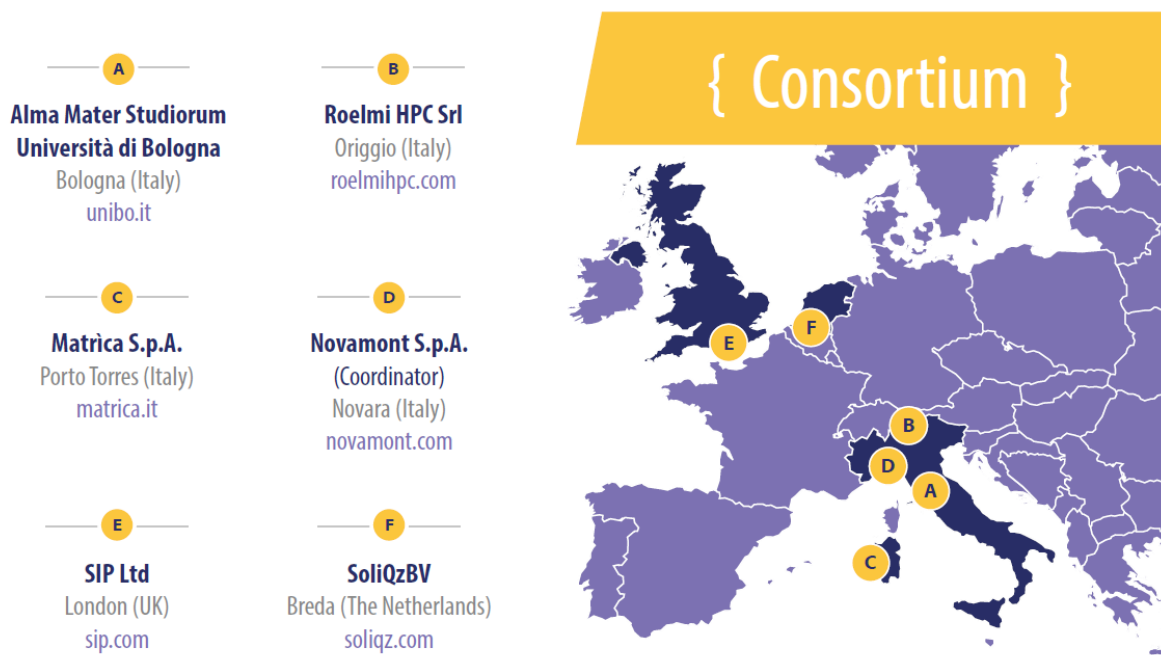 { Consortium }
A
Alma Mater Studiorum
Università di Bologna
Bologna (Italy)
unibo.it
B
Roelmi HPC Srl
Origgio (Italy)
roelmihpc.com
C
Matrìca S.p.A.
Porto Torres (Italy)
matrica.it
D
Novamont S.p.A.
(Coordinator)
Novara (Italy)
novamont.com
E
SIP Ltd
London (UK)
sip.com
F
SoliQzBV
Breda (The Netherlands)
soliqz.com
F
E
B
D
A
C